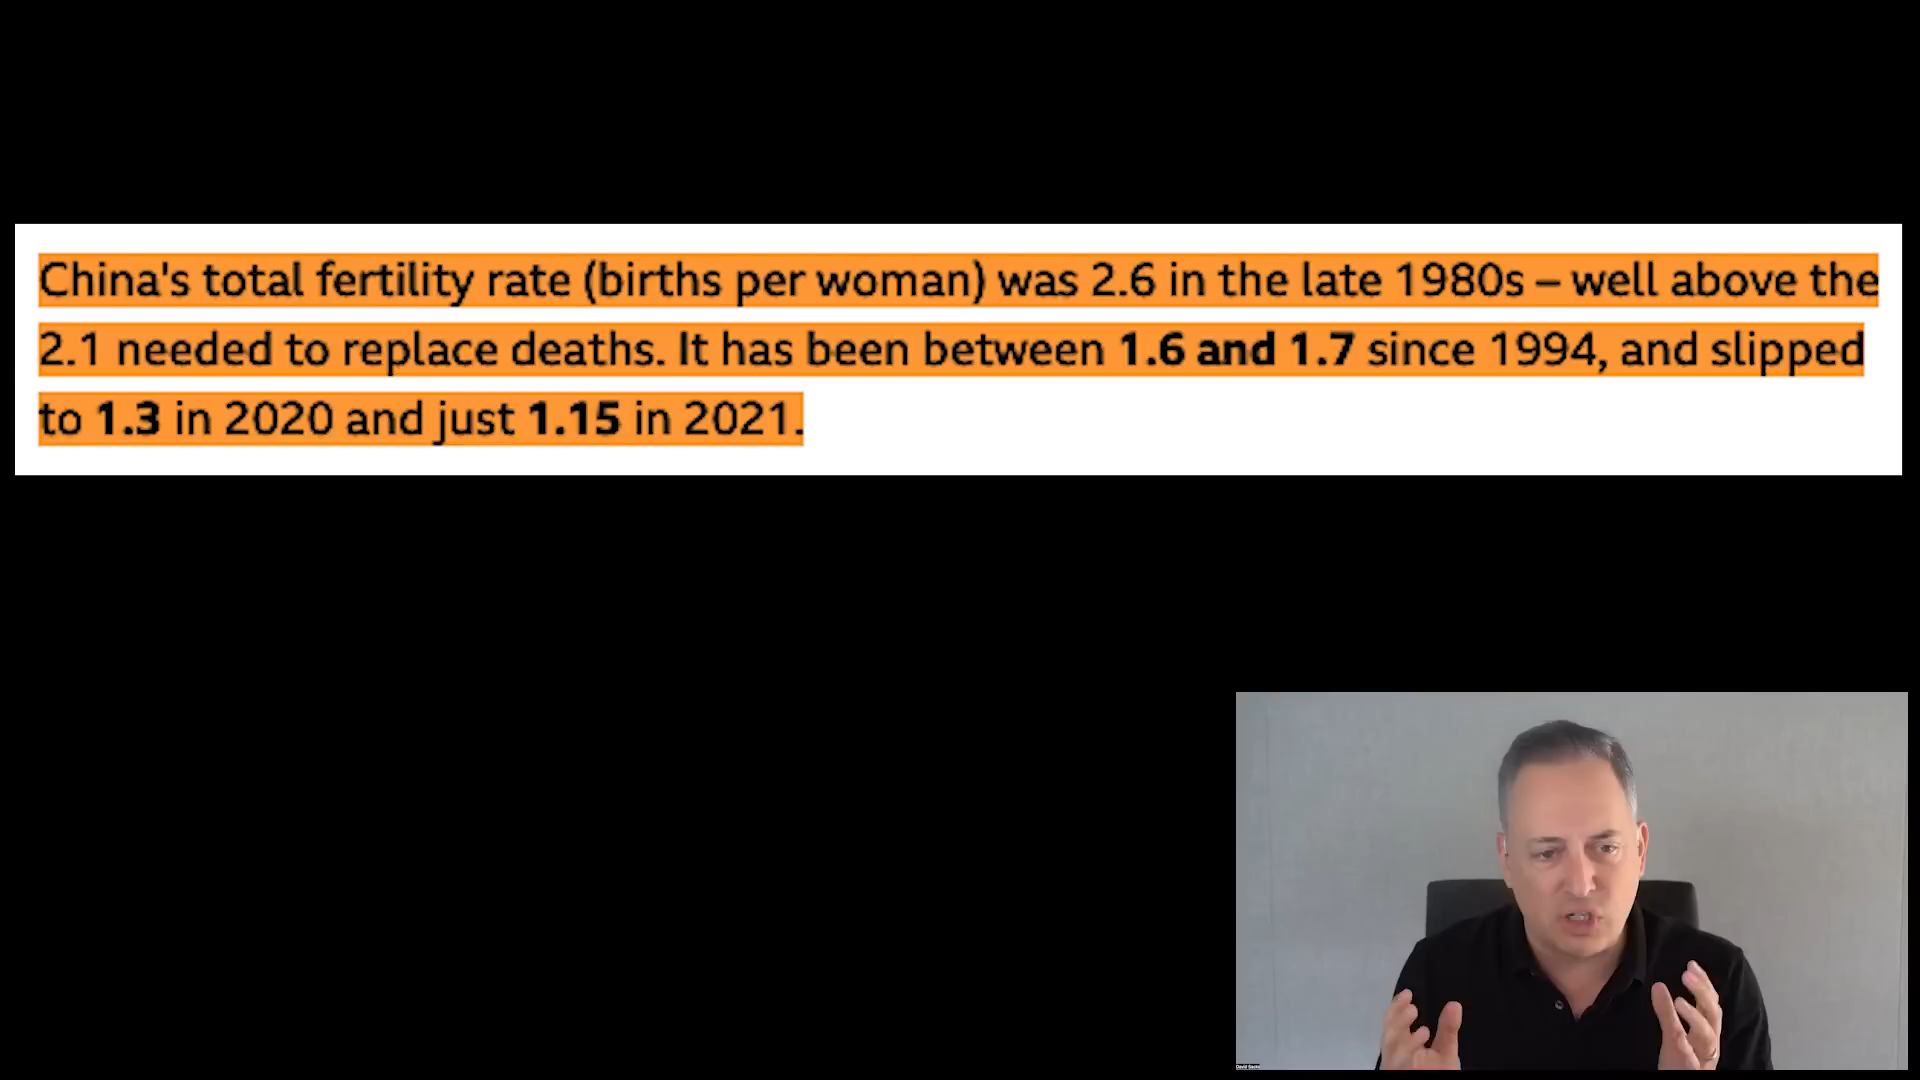 China's total fertility rate (births per woman) was 2.6 in the late 1980s – well above the
2.1 needed to replace deaths. It has been between 1.6 and 1.7 since 1994, and slipped
to 1.3 in 2020 and just 1.15 in 2021.
David Sacks